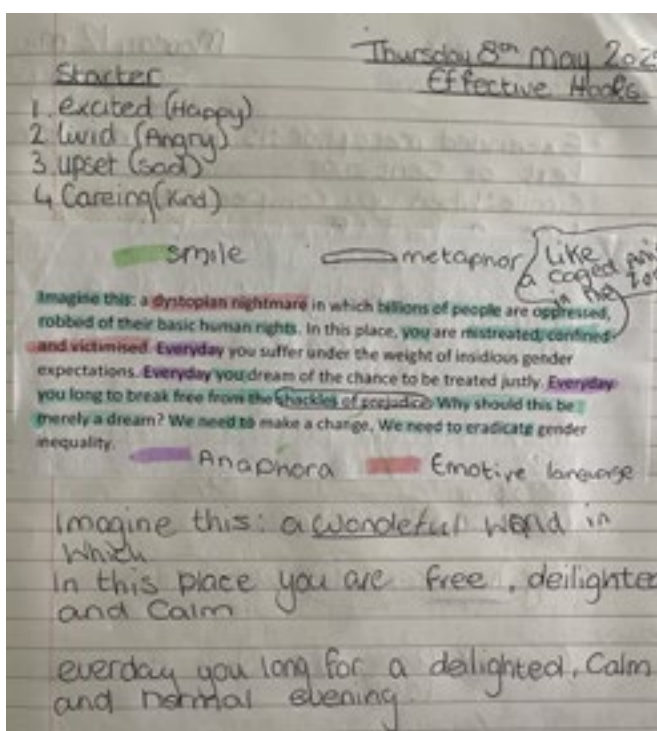 Thursday 8th May 202
Effective Hooks
Starter
1. excited (Happy)
2 Livid (Angry)
3. upset (sad)
4 Careing (Kind)
smile
metaphor
Like
a caged
in the
Imagine this: a dystopian nightmare in which billions of people are oppressed,
robbed of their basic human rights. In this place, you are mistreated, confined
and victimised. Everyday you suffer under the weight of insidious gender
expectations. Everyday you dream of the chance to be treated justly. Everyday
you long to break free from the shackles of prejudice. Why should this be
merely a dream? We need to make a change, We need to eradicate gender
inequality.
Anaphora
Emotive language
Imagine this: a wondeful world in
which
In this place you are free, deilighted
and Calm
everday you long for a deilighted, Calm
and normal evening